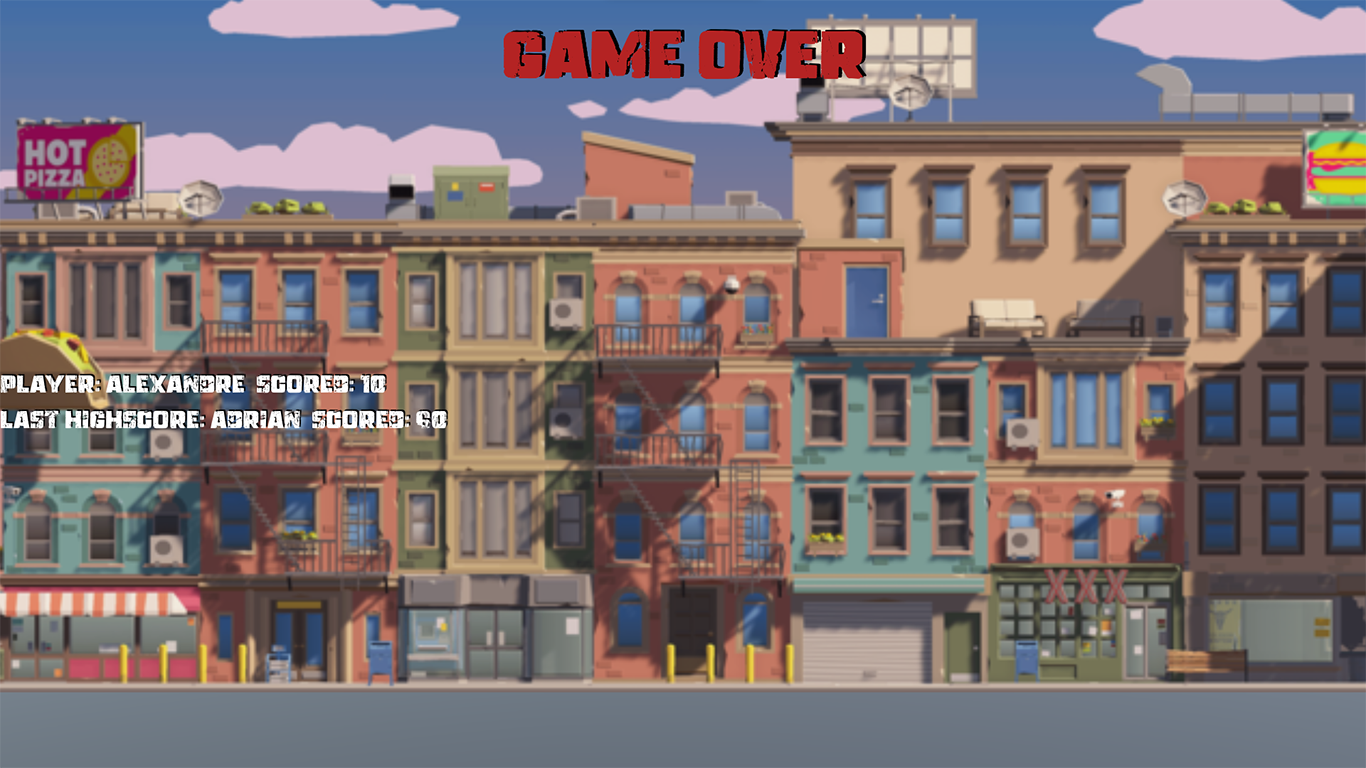 GAME OVER
HOT
PIZZA
PLAYER: ALEXANDRE SCORED: 10
LAST HIGHSCORE: ADRIAN SCORED: 60
XXX